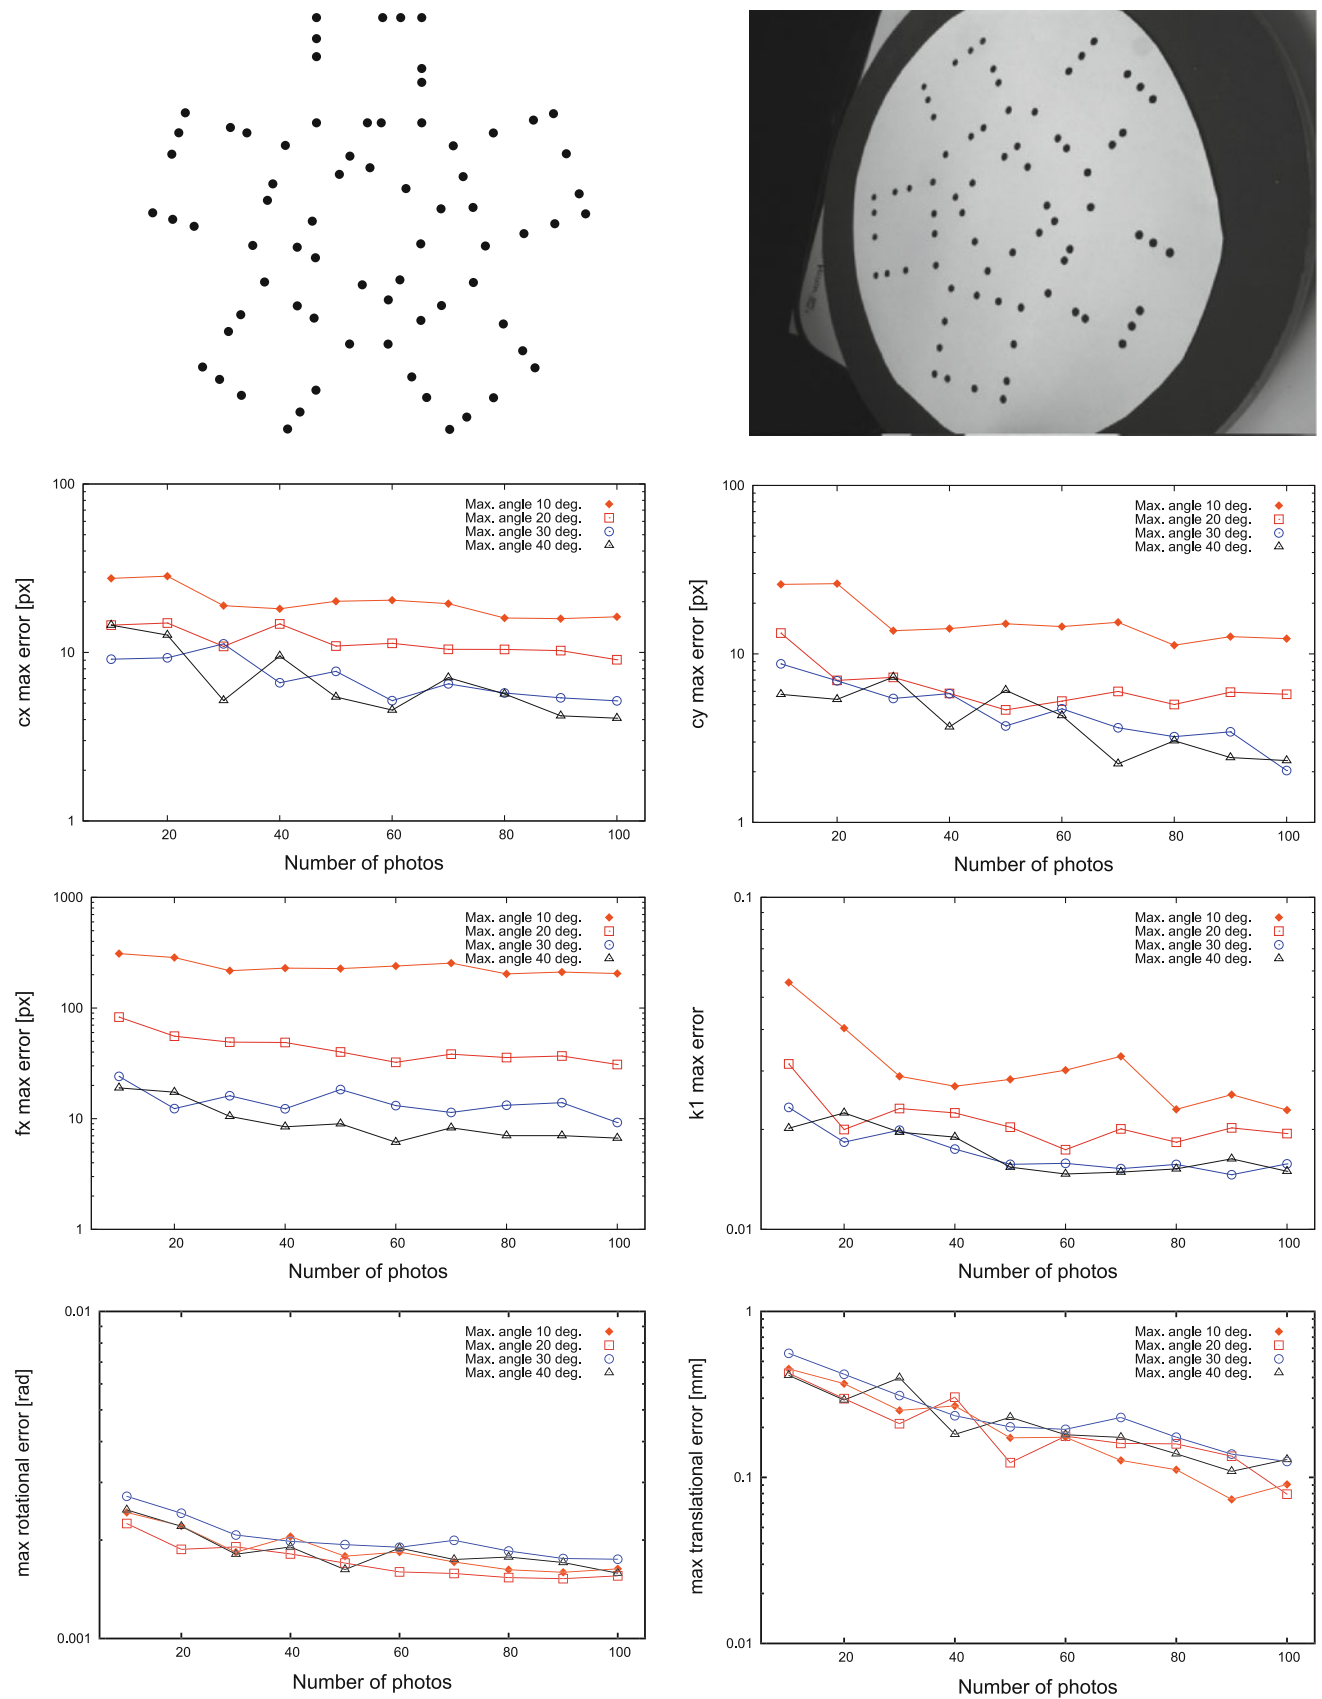 100
10
1
cx max error [px]
Max. angle 10 deg.
Max. angle 20 deg.
Max. angle 30 deg.
Max. angle 40 deg.
20 40 60 80 100
Number of photos
100
10
1
cy max error [px]
Max. angle 10 deg.
Max. angle 20 deg.
Max. angle 30 deg.
Max. angle 40 deg.
20 40 60 80 100
Number of photos
1000
100
10
1
fx max error [px]
Max. angle 10 deg.
Max. angle 20 deg.
Max. angle 30 deg.
Max. angle 40 deg.
20 40 60 80 100
Number of photos
0.1
0.01
k1 max error
Max. angle 10 deg.
Max. angle 20 deg.
Max. angle 30 deg.
Max. angle 40 deg.
20 40 60 80 100
Number of photos
0.01
0.001
max rotational error [rad]
Max. angle 10 deg.
Max. angle 20 deg.
Max. angle 30 deg.
Max. angle 40 deg.
20 40 60 80 100
Number of photos
1
0.1
0.01
max translational error [mm]
Max. angle 10 deg.
Max. angle 20 deg.
Max. angle 30 deg.
Max. angle 40 deg.
20 40 60 80 100
Number of photos